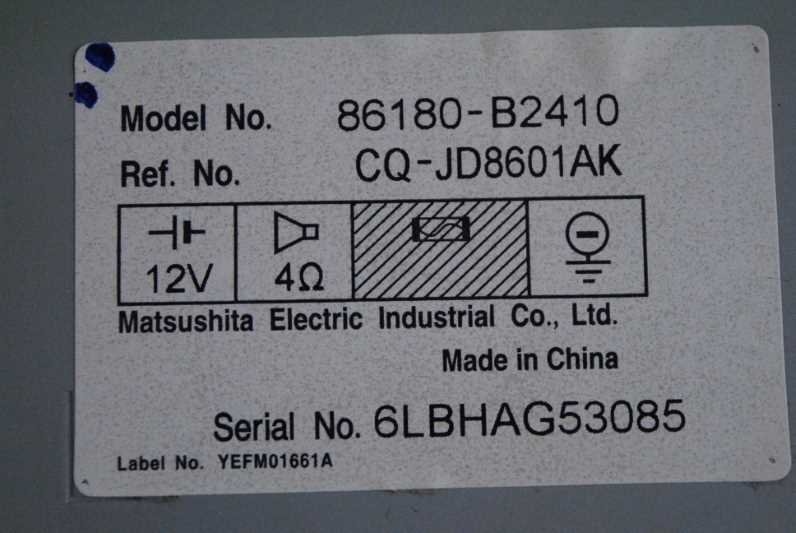 Model No. 86180-B2410
Ref. No. CQ-JD8601AK
12V 4Ω
Matsushita Electric Industrial Co., Ltd.
Made in China
Serial No. 6LBHAG53085
Label No. YEFM01661A